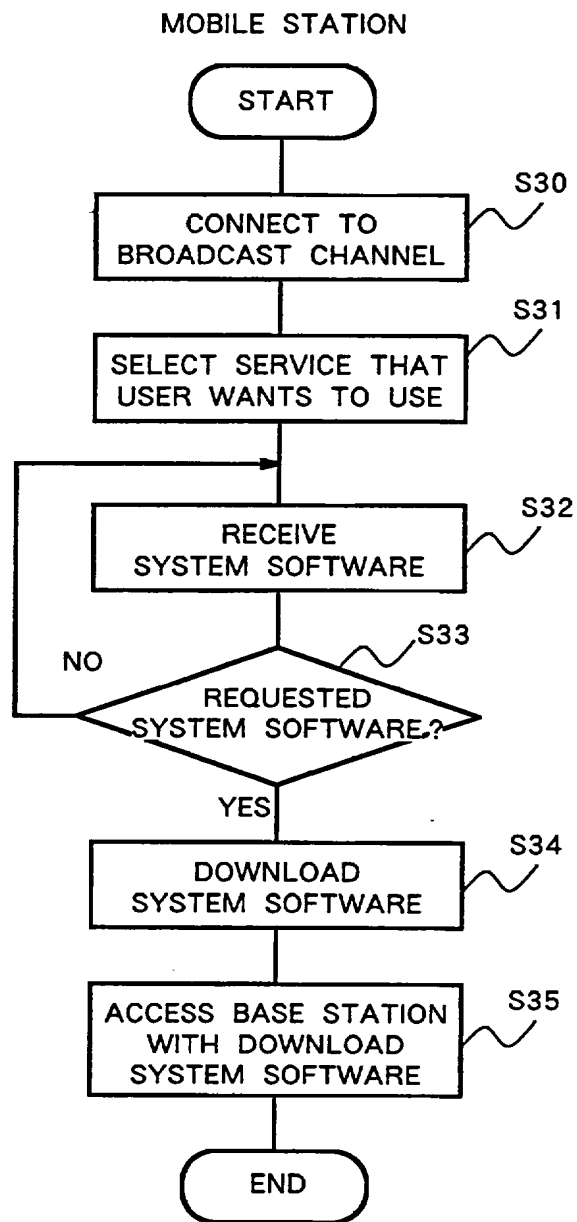 MOBILE STATION
START
S30
CONNECT TO
BROADCAST CHANNEL
S31
SELECT SERVICE THAT
USER WANTS TO USE
S32
RECEIVE
SYSTEM SOFTWARE
S33
NO
REQUESTED
SYSTEM SOFTWARE?
YES
S34
DOWNLOAD
SYSTEM SOFTWARE
S35
ACCESS BASE STATION
WITH DOWNLOAD
SYSTEM SOFTWARE
END